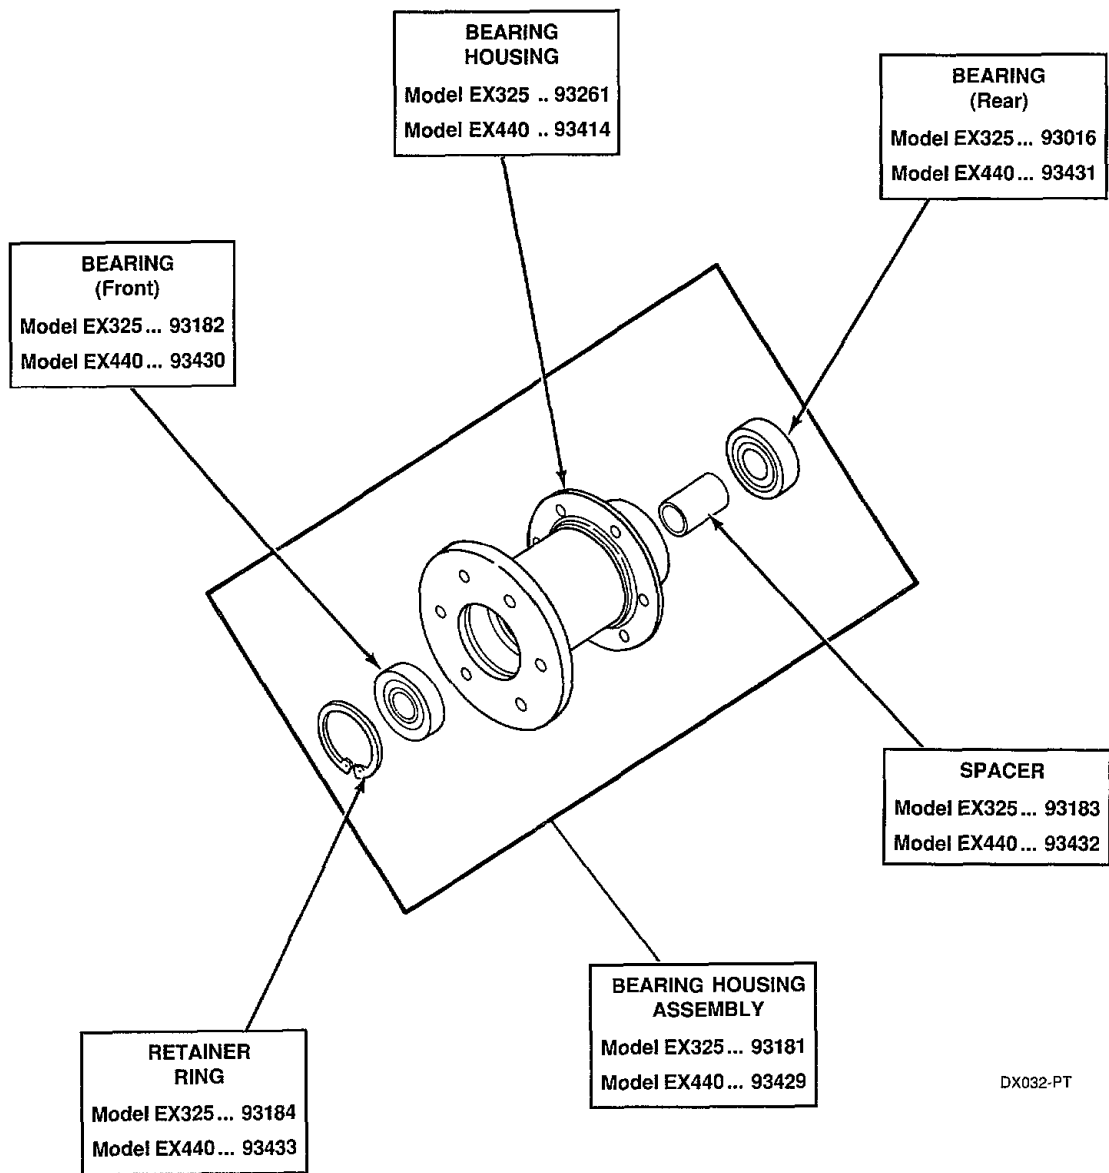 BEARING
HOUSING
Model EX325 .. 93261
Model EX440 .. 93414
BEARING
(Rear)
Model EX325... 93016
Model EX440... 93431
BEARING
(Front)
Model EX325... 93182
Model EX440... 93430
SPACER
Model EX325... 93183
Model EX440... 93432
BEARING HOUSING
ASSEMBLY
Model EX325... 93181
Model EX440... 93429
RETAINER
RING
Model EX325... 93184
Model EX440... 93433
DX032-PT